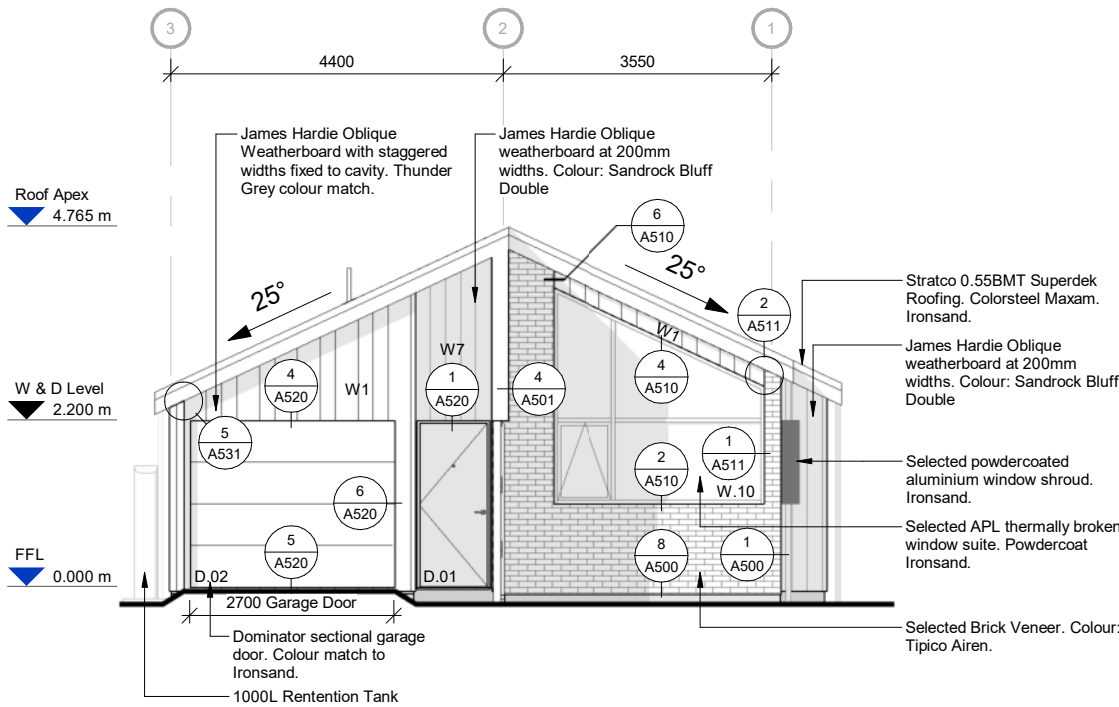 3
2
1
4400
3550
James Hardie Oblique
Weatherboard with staggered
widths fixed to cavity. Thunder
Grey colour match.
James Hardie Oblique
weatherboard at 200mm
widths. Colour: Sandrock Bluff
Double
Roof Apex
4.765 m
6
A510
25°
25°
2
A511
Stratco 0.55BMT Superdek
Roofing. Colorsteel Maxam.
Ironsand.
James Hardie Oblique
weatherboard at 200mm
widths. Colour: Sandrock Bluff
Double
W1
W7
W1
4
A520
1
A520
4
A501
4
A510
W & D Level
2.200 m
5
A531
1
A511
2
A510
W.10
Selected powdercoated
aluminium window shroud.
Ironsand.
6
A520
Selected APL thermally broken
window suite. Powdercoat
Ironsand.
5
A520
8
A500
1
A500
FFL
0.000 m
D.02
D.01
2700 Garage Door
Dominator sectional garage
door. Colour match to
Ironsand.
Selected Brick Veneer. Colour:
Tipico Airen.
1000L Rentention Tank